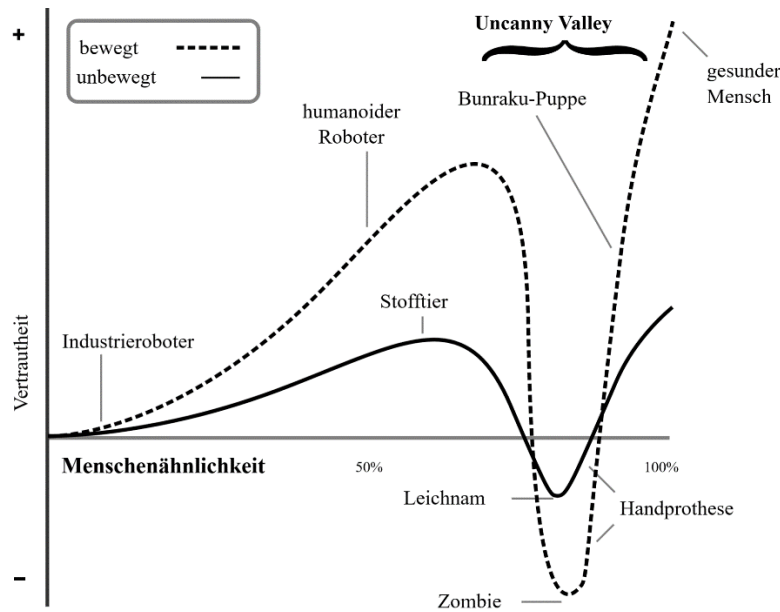 +
Uncanny Valley
bewegt
unbewegt
gesunder
Mensch
Bunraku-Puppe
humanoider
Roboter
Stofftier
Industrieroboter
Vertrautheit
Menschenähnlichkeit
50%
100%
Leichnam
Handprothese
–
Zombie